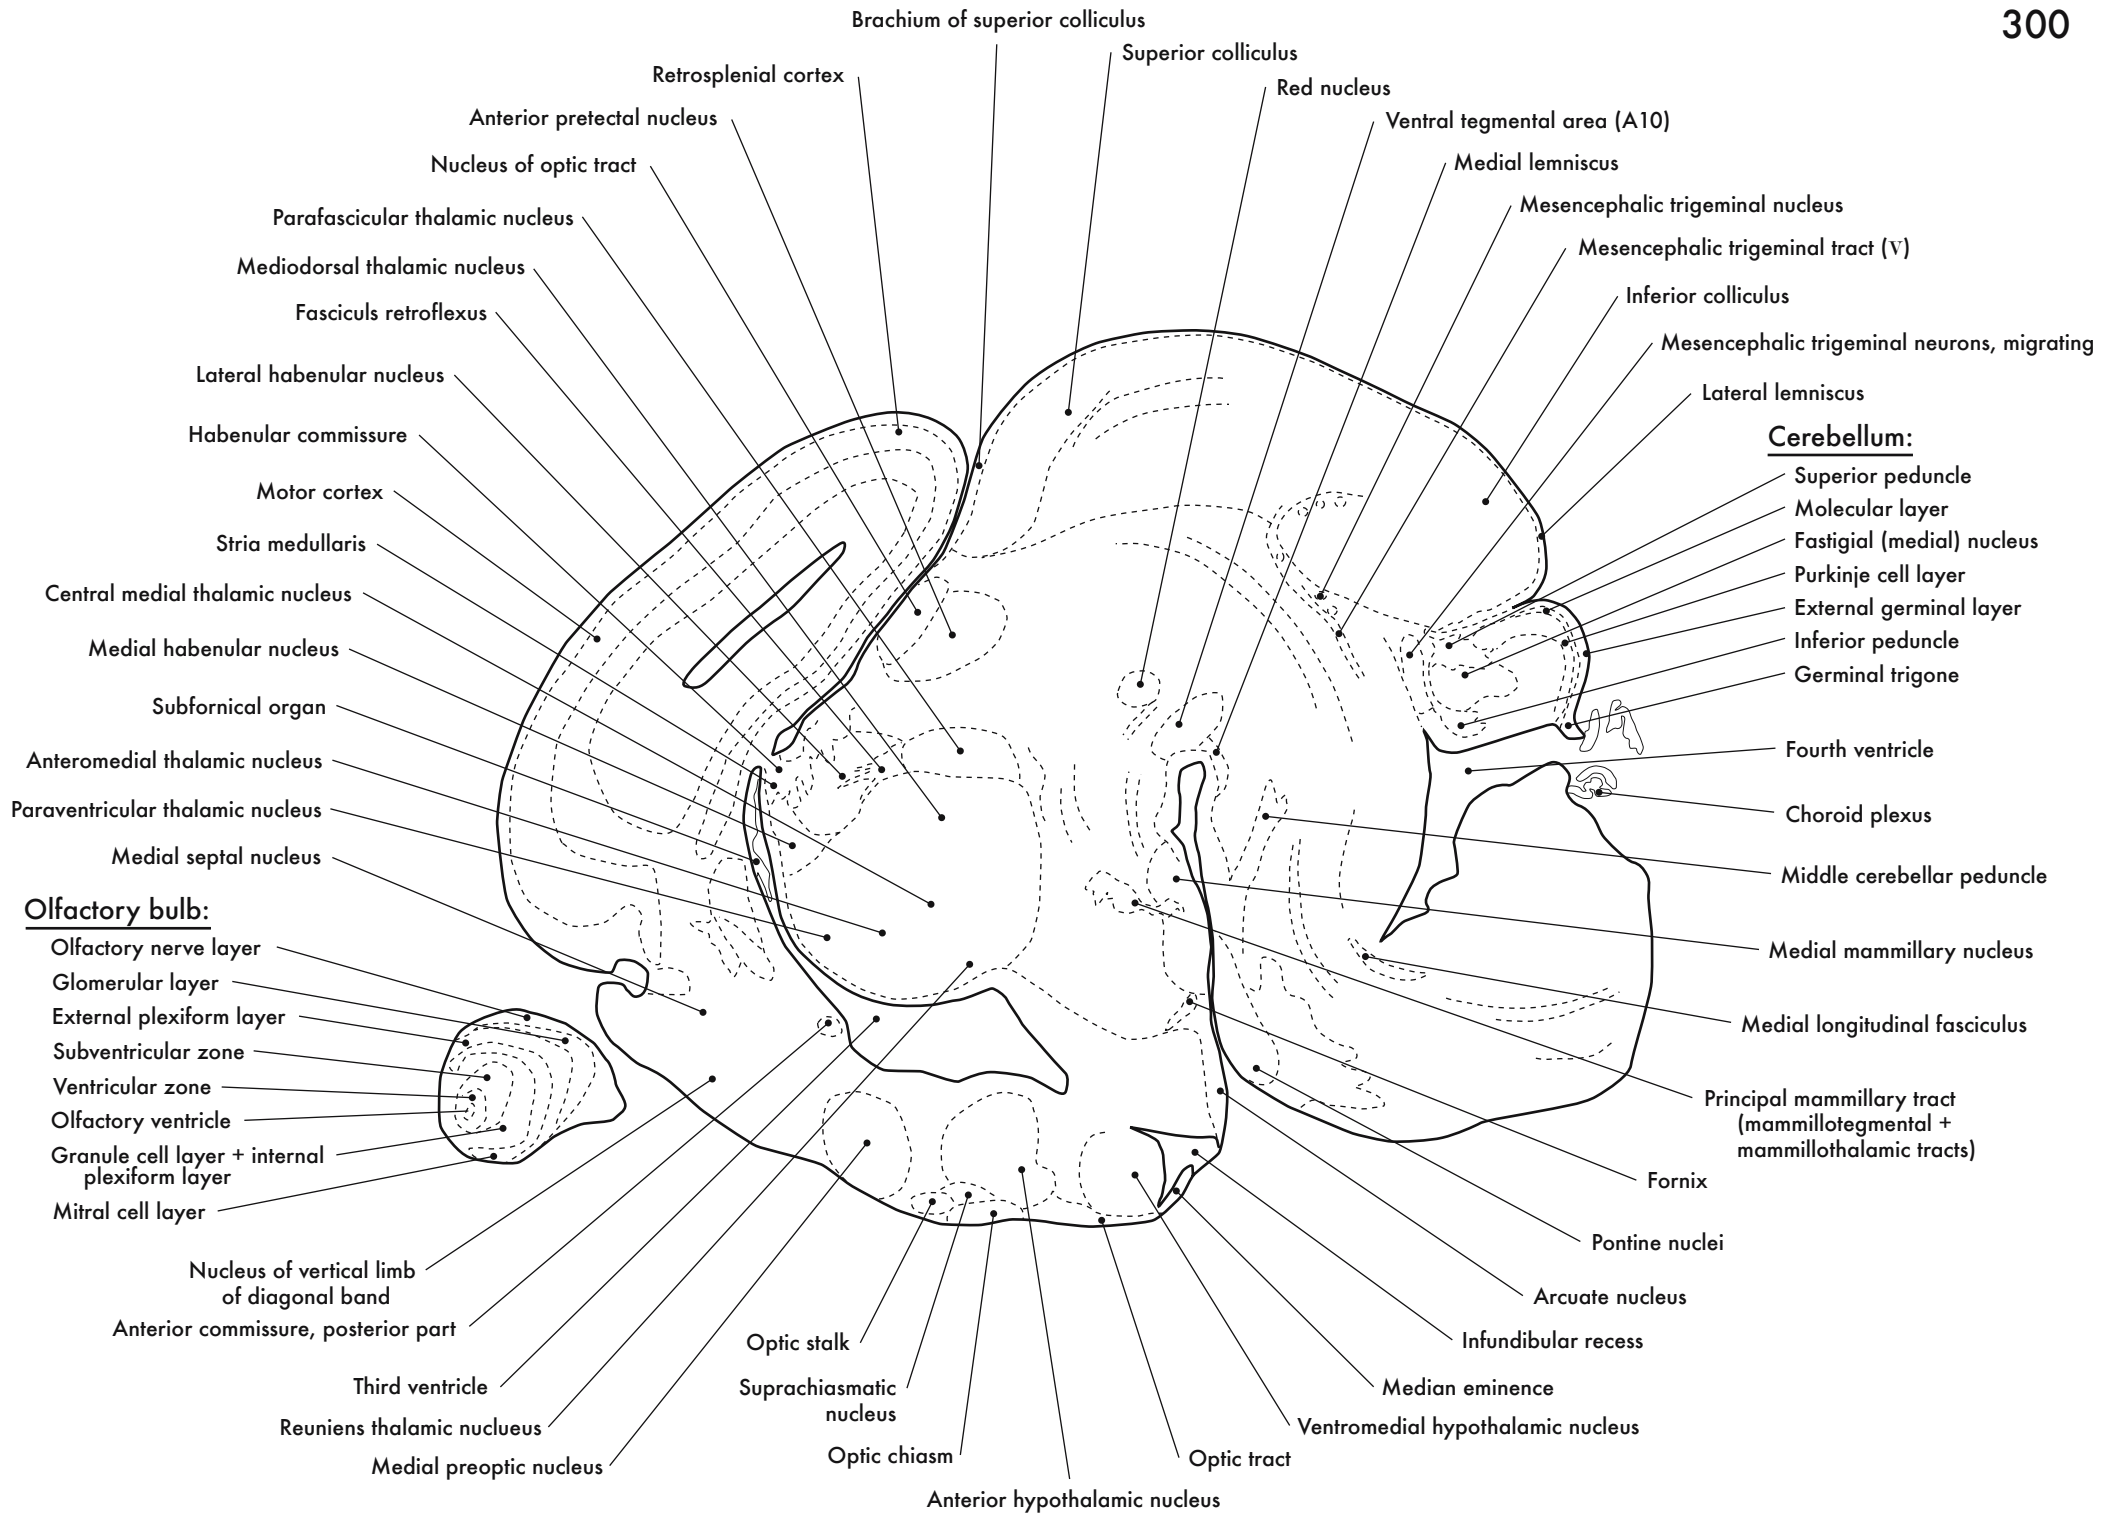 300
Brachium of superior colliculus
Superior colliculus
Retrosplenial cortex
Red nucleus
Anterior pretectal nucleus
Ventral tegmental area (A10)
Nucleus of optic tract
Medial lemniscus
Parafascicular thalamic nucleus
Mesencephalic trigeminal nucleus
Mediodorsal thalamic nucleus
Mesencephalic trigeminal tract (V)
Fasciculs retroflexus
Inferior colliculus
Mesencephalic trigeminal neurons, migrating
Lateral habenular nucleus
Lateral lemniscus
Habenular commissure
Cerebellum:
Superior peduncle
Motor cortex
Molecular layer
Stria medullaris
Fastigial (medial) nucleus
Purkinje cell layer
Central medial thalamic nucleus
External germinal layer
Medial habenular nucleus
Inferior peduncle
Germinal trigone
Subfornical organ
Fourth ventricle
Anteromedial thalamic nucleus
Paraventricular thalamic nucleus
Choroid plexus
Medial septal nucleus
Middle cerebellar peduncle
Olfactory bulb:
Olfactory nerve layer
Medial mammillary nucleus
Glomerular layer
External plexiform layer
Medial longitudinal fasciculus
Subventricular zone
Ventricular zone
Principal mammillary tract
(mammillotegmental +
mammillothalamic tracts)
Olfactory ventricle
Granule cell layer + internal
plexiform layer
Fornix
Mitral cell layer
Pontine nuclei
Nucleus of vertical limb
of diagonal band
Arcuate nucleus
Anterior commissure, posterior part
Optic stalk
Infundibular recess
Third ventricle
Suprachiasmatic
nucleus
Median eminence
Reuniens thalamic nuclueus
Ventromedial hypothalamic nucleus
Medial preoptic nucleus
Optic chiasm
Optic tract
Anterior hypothalamic nucleus